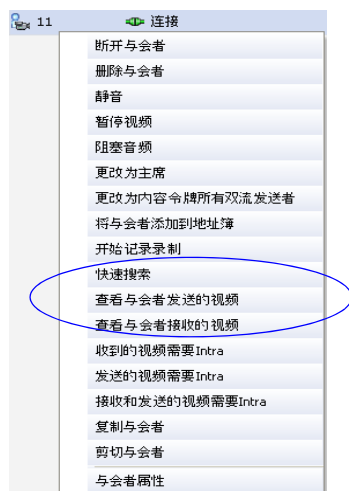 11 连接
断开与会者
删除与会者
静音
暂停视频
阻塞音频
更改为主席
更改为内容令牌所有双流发送者
将与会者添加到地址簿
开始记录录制
快速搜索
查看与会者发送的视频
查看与会者接收的视频
收到的视频需要Intra
发送的视频需要Intra
接收和发送的视频需要Intra
复制与会者
剪切与会者
与会者属性